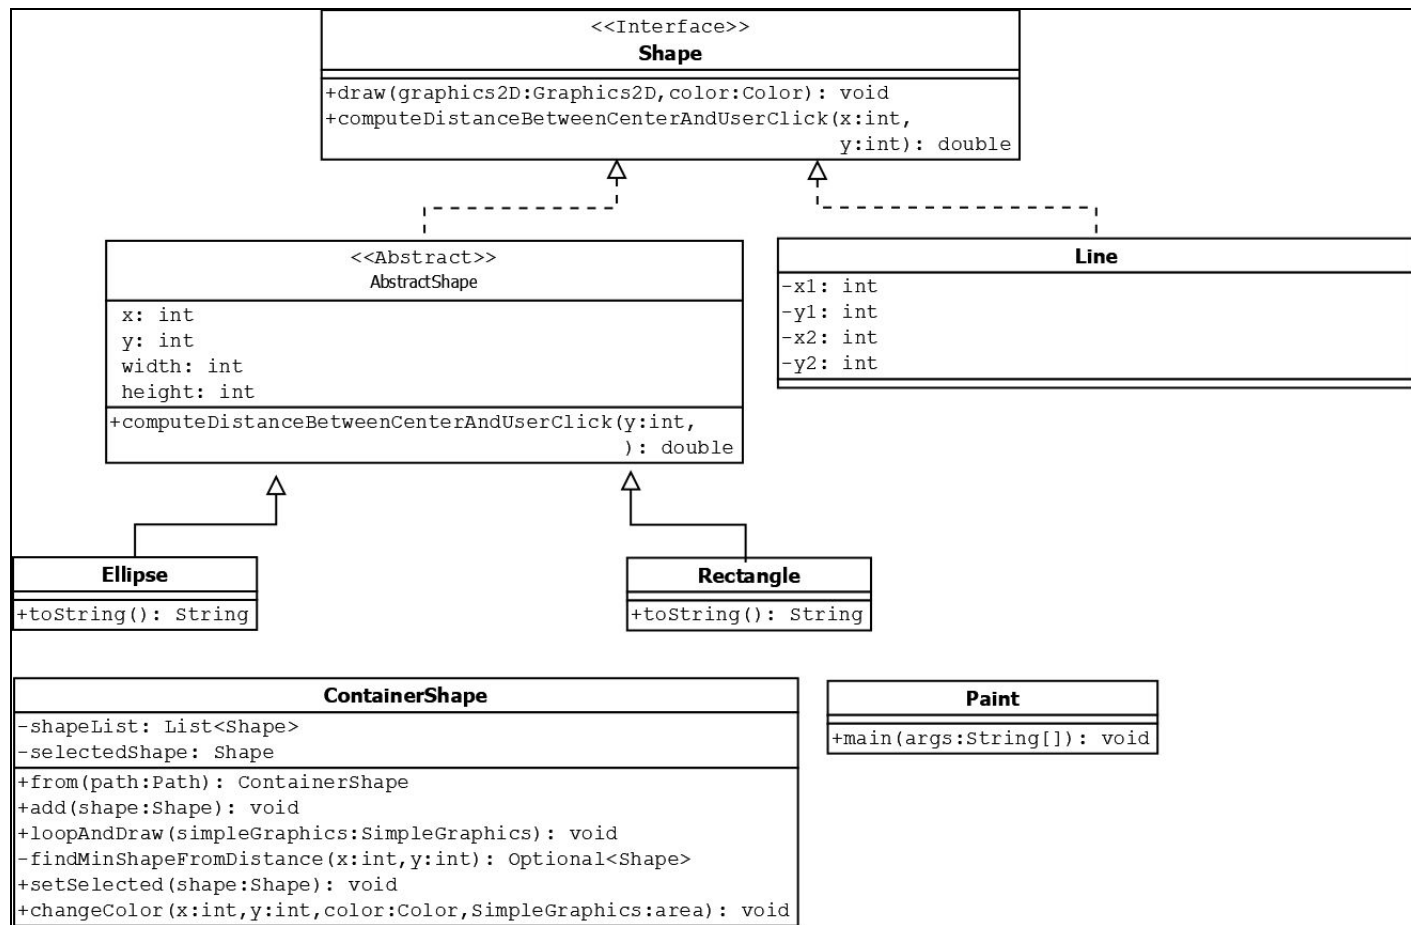 <<Interface>>
Shape
+draw(graphics2D:Graphics2D,color:Color): void
+computeDistanceBetweenCenterAndUserClick(x:int,
y:int): double
<<Abstract>>
AbstractShape
x: int
y: int
width: int
height: int
+computeDistanceBetweenCenterAndUserClick(y:int,
): double
Line
-x1: int
-y1: int
-x2: int
-y2: int
Ellipse
+toString(): String
Rectangle
+toString(): String
ContainerShape
-shapeList: List<Shape>
-selectedShape: Shape
+from(path:Path): ContainerShape
+add(shape:Shape): void
+loopAndDraw(simpleGraphics:SimpleGraphics): void
-findMinShapeFromDistance(x:int,y:int): Optional<Shape>
+setSelected(shape:Shape): void
+changeColor(x:int,y:int,color:Color,SimpleGraphics:area): void
Paint
+main(args:String[]): void